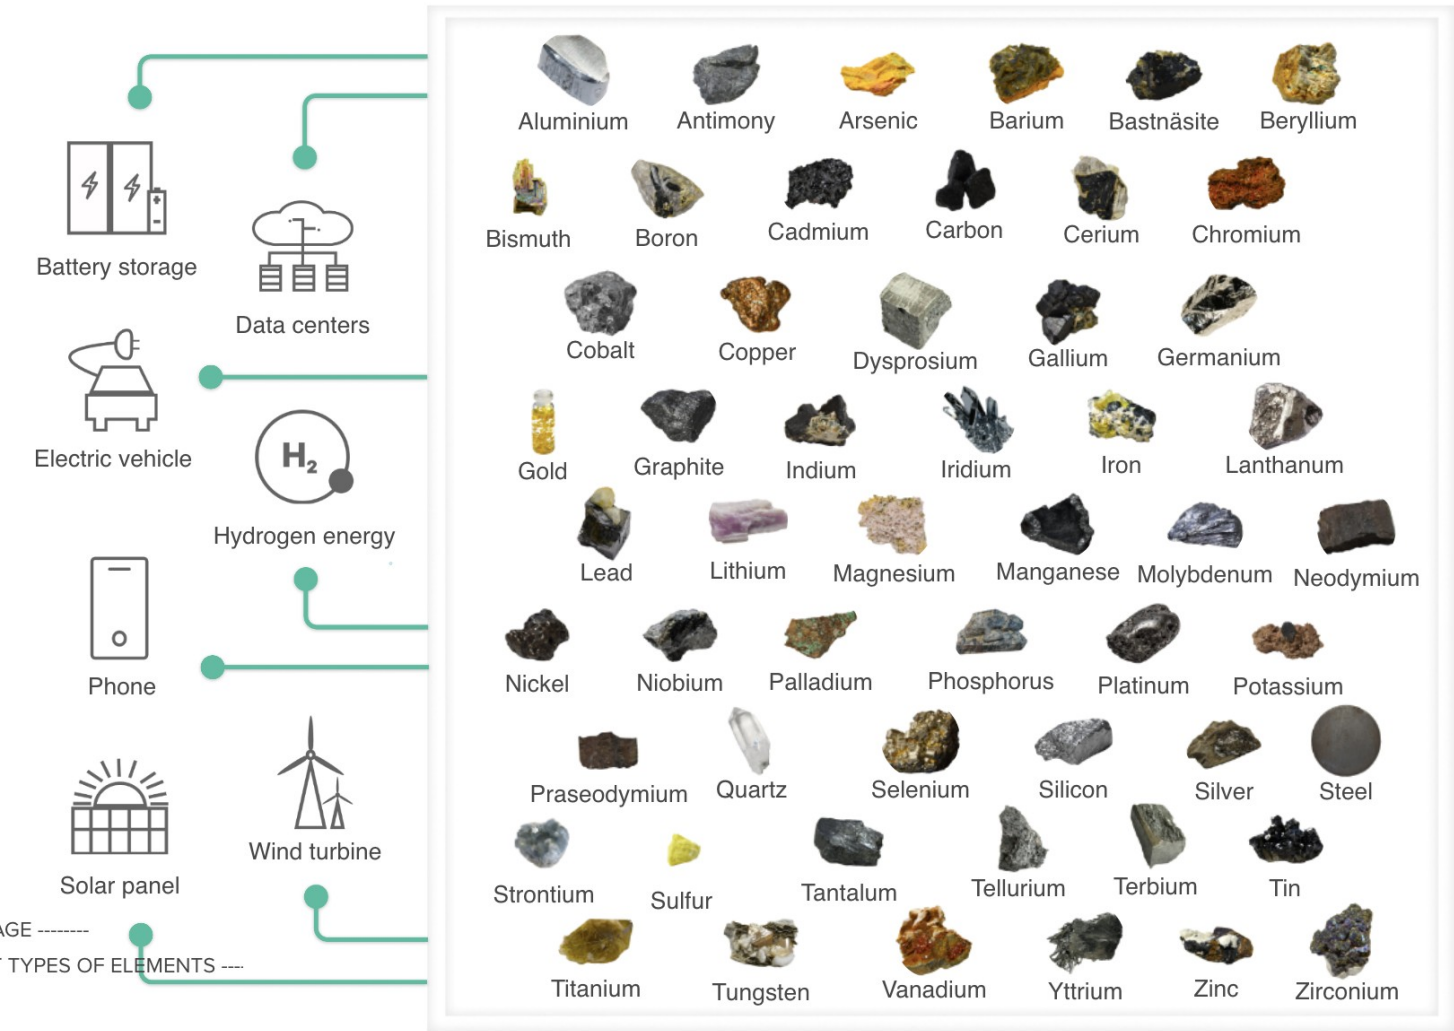 Battery storage
Data centers
Electric vehicle
H₂
Hydrogen energy
Phone
Wind turbine
Solar panel
AGE --------
T TYPES OF ELEMENTS ----
Aluminium Antimony Arsenic Barium Bastnäsite Beryllium
Bismuth Boron Cadmium Carbon Cerium Chromium
Cobalt Copper Dysprosium Gallium Germanium
Gold Graphite Indium Iridium Iron Lanthanum
Lead Lithium Magnesium Manganese Molybdenum Neodymium
Nickel Niobium Palladium Phosphorus Platinum Potassium
Praseodymium Quartz Selenium Silicon Silver Steel
Strontium Sulfur Tantalum Tellurium Terbium Tin
Titanium Tungsten Vanadium Yttrium Zinc Zirconium